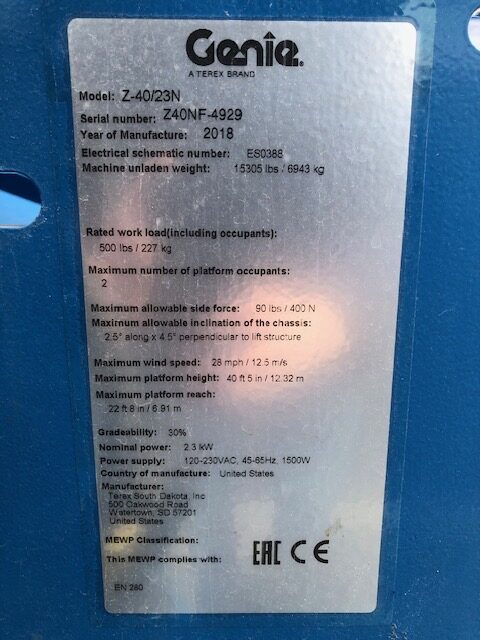 Genie
A TEREX BRAND
Model: Z-40/23N
Serial number: Z40NF-4929
Year of Manufacture: 2018
Electrical schematic number: ES0388
Machine unladen weight: 15305 lbs / 6943 kg
Rated work load(including occupants):
500 lbs / 227 kg
Maximum number of platform occupants:
2
Maximum allowable side force: 90 lbs / 400 N
Maximum allowable inclination of the chassis:
2.5° along x 4.5° perpendicular to lift structure
Maximum wind speed: 28 mph / 12.5 m/s
Maximum platform height: 40 ft 5 in / 12.32 m
Maximum platform reach:
22 ft 8 in / 6.91 m
Gradeability: 30%
Nominal power: 2.3 kW
Power supply: 120-230VAC, 45-65Hz, 1500W
Country of manufacture: United States
Manufacturer:
Terex South Dakota, Inc
500 Oakwood Road
Watertown, SD 57201
United States
MEWP Classification:
This MEWP complies with: EAC CE
EN 280